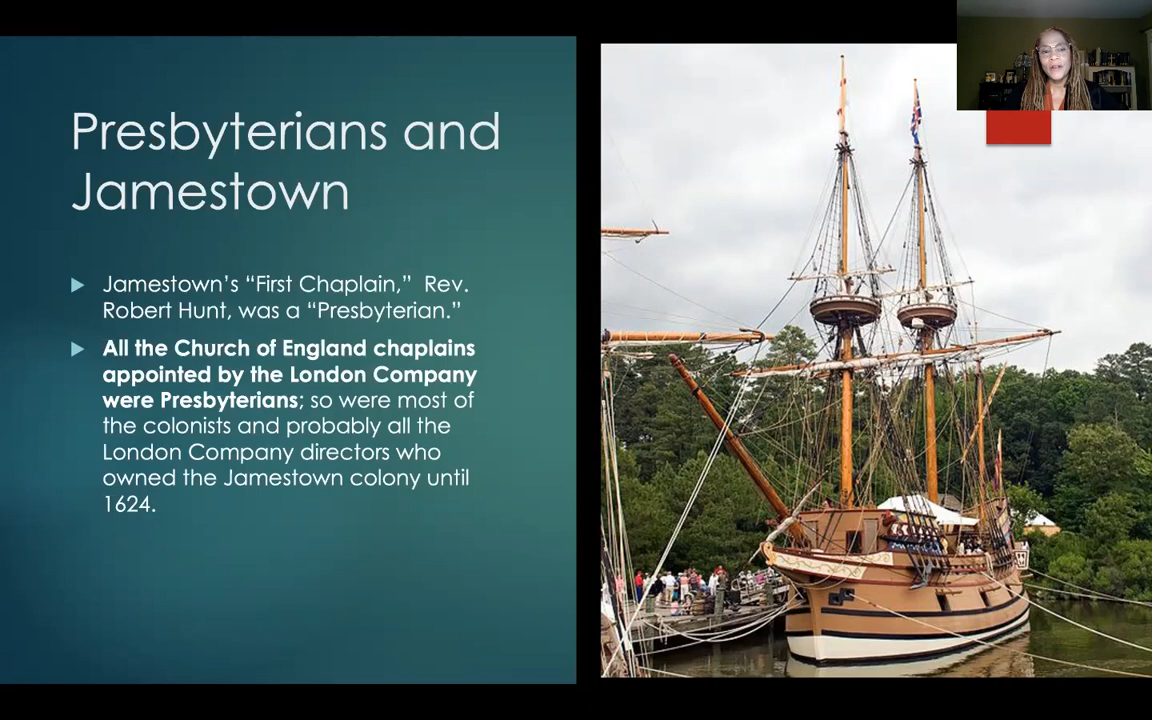 Presbyterians and
Jamestown
Jamestown's “First Chaplain,”  Rev.
Robert Hunt, was a “Presbyterian.”
All the Church of England chaplains
appointed by the London Company
were Presbyterians; so were most of
the colonists and probably all the
London Company directors who
owned the Jamestown colony until
1624.